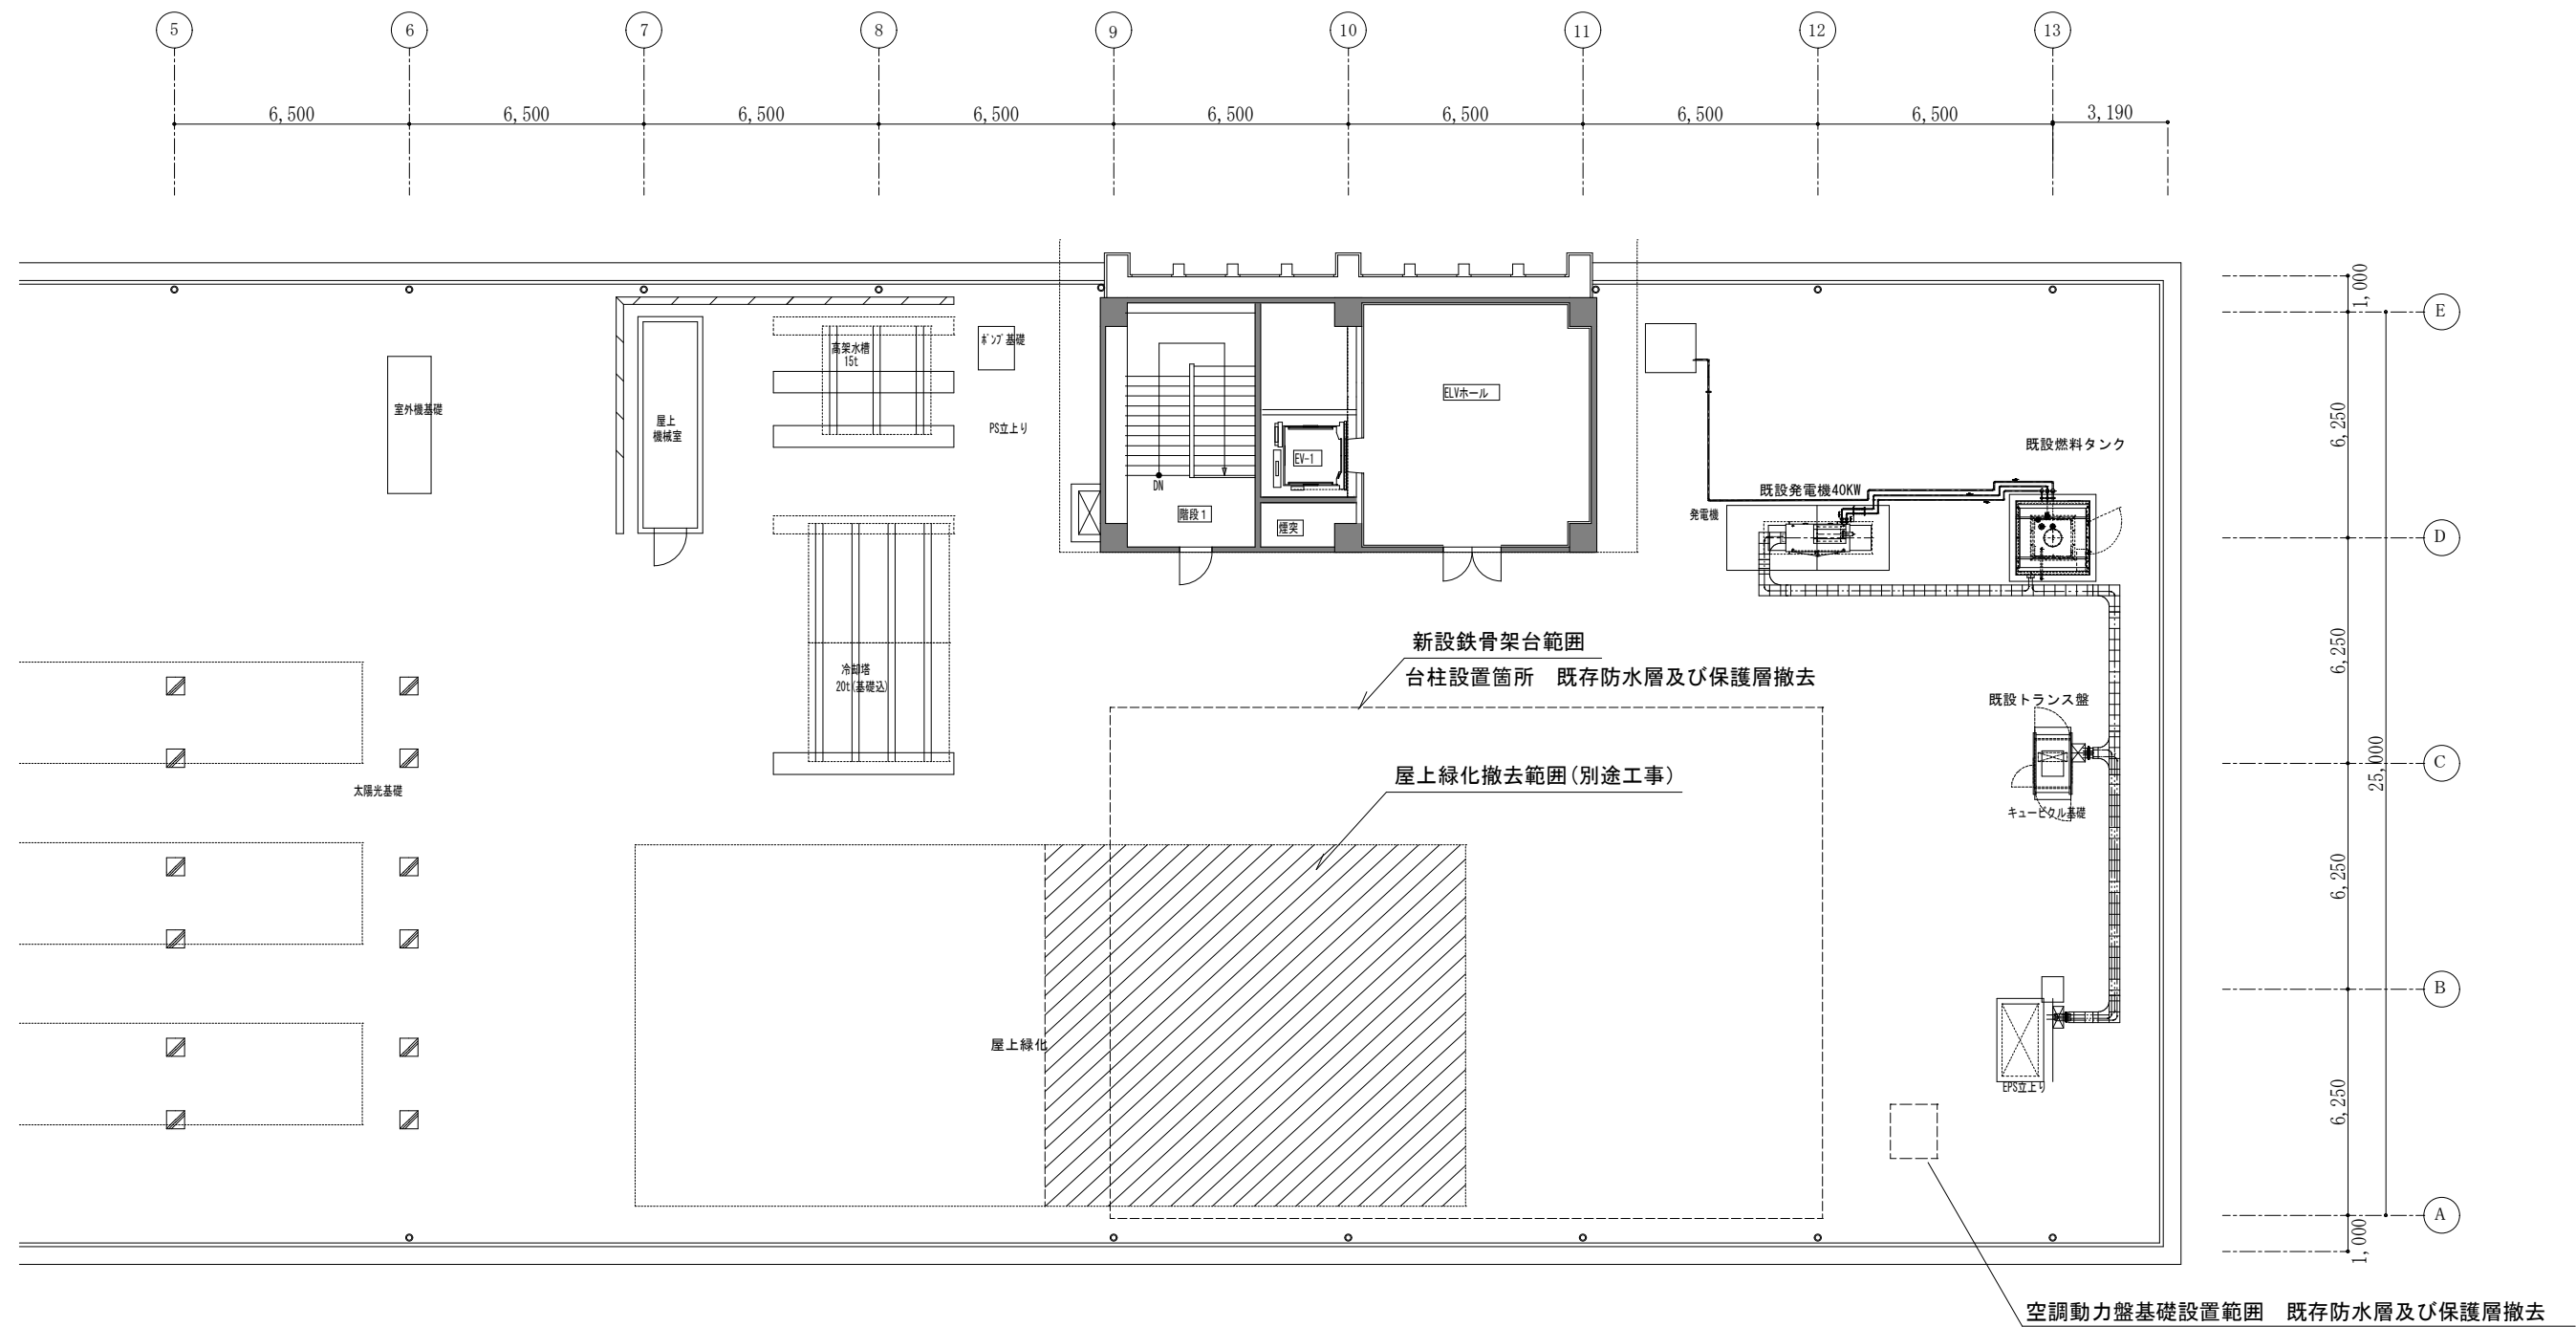 5 6 7 8 9 10 11 12 13
6,500 6,500 6,500 6,500 6,500 6,500 6,500 6,500 3,190
1,000
E
高架水槽
15t
ポンプ基礎
室外機基礎
屋上
機械室
PS立上り
ELVホール
EV-1
DN
階段1
煙突
既設燃料タンク
既設発電機40KW
発電機
6,250
D
新設鉄骨架台範囲
台柱設置箇所 既存防水層及び保護層撤去
冷却塔
20t(基礎込)
6,250
既設トランス盤
屋上緑化撤去範囲(別途工事)
25,000
C
太陽光基礎
キュービクル基礎
6,250
B
屋上緑化
EPS立上り
6,250
A
1,000
空調動力盤基礎設置範囲 既存防水層及び保護層撤去